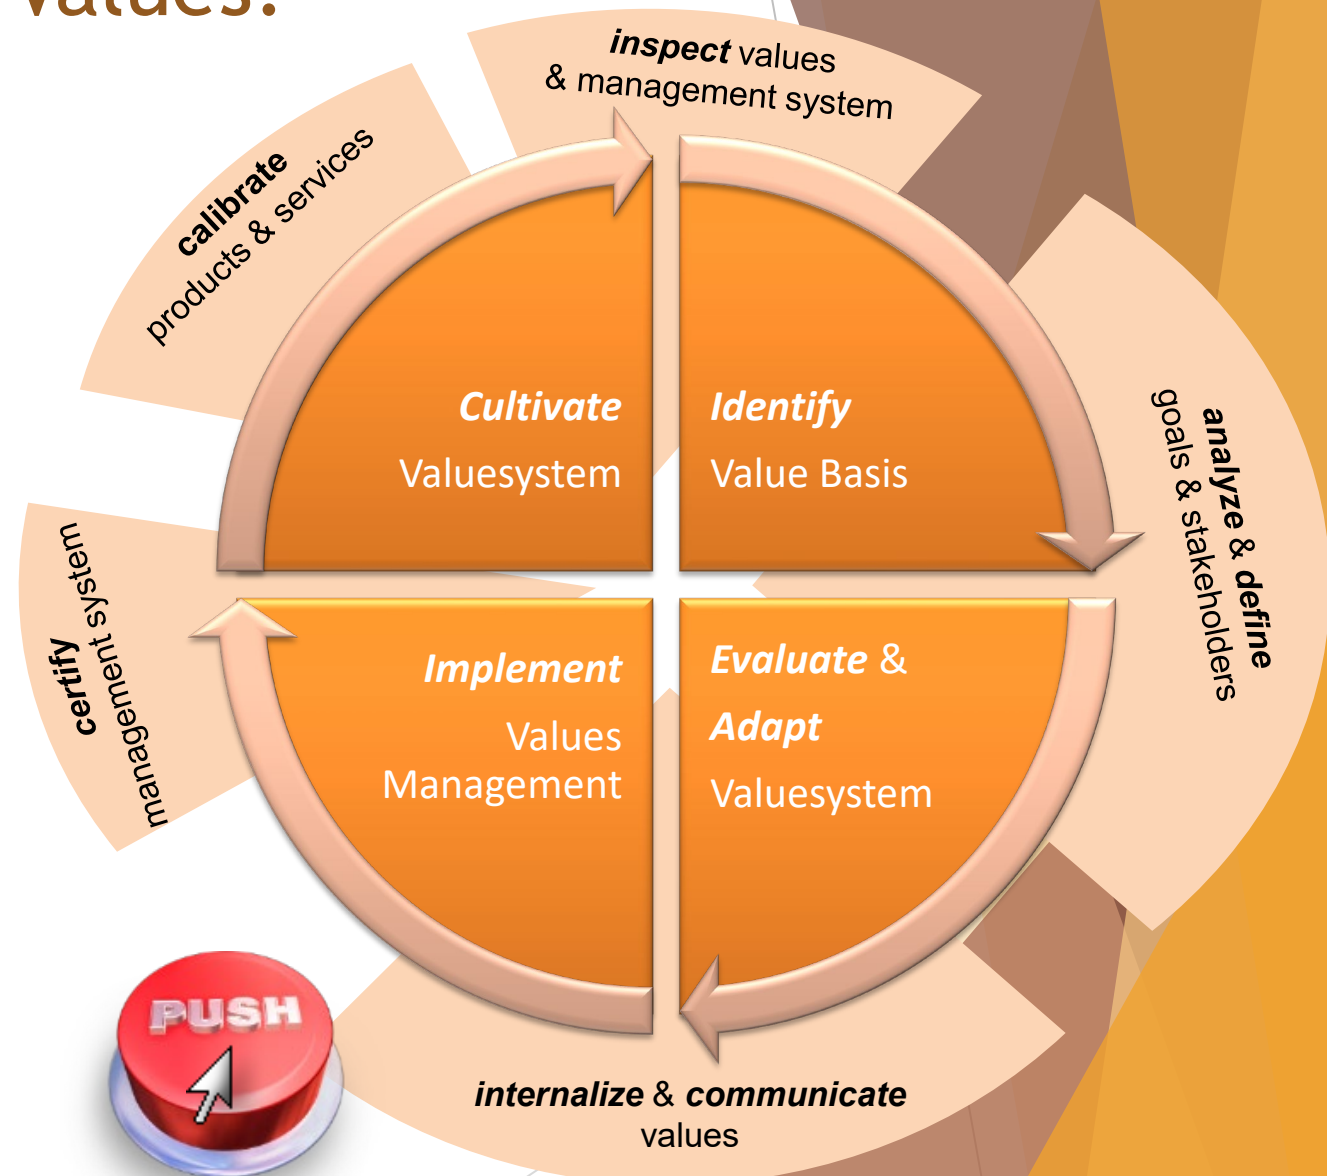 values:
inspect values
& management system
calibrate
products & services
Cultivate
Valuesystem
Identify
Value Basis
analyze & define
goals & stakeholders
certify
management system
Implement
Values
Management
Evaluate &
Adapt
Valuesystem
PUSH
internalize & communicate
values